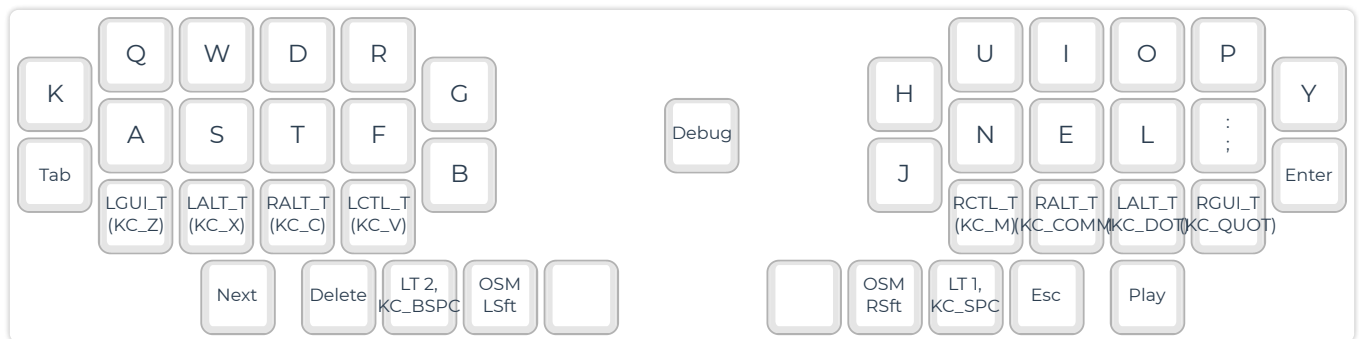 Q W D R U I O P
K G H Y
A S T F Debug N E L :
;
Tab B J Enter
LGUI_T LALT_T RALT_T LCTL_T RCTL_T RALT_T LALT_T RGUI_T
(KC_Z) (KC_X) (KC_C) (KC_V) (KC_M) (KC_COMM) (KC_DOT) (KC_QUOT)
Next Delete LT 2, OSM OSM LT 1, Esc Play
KC_BSPC LSft RSft KC_SPC